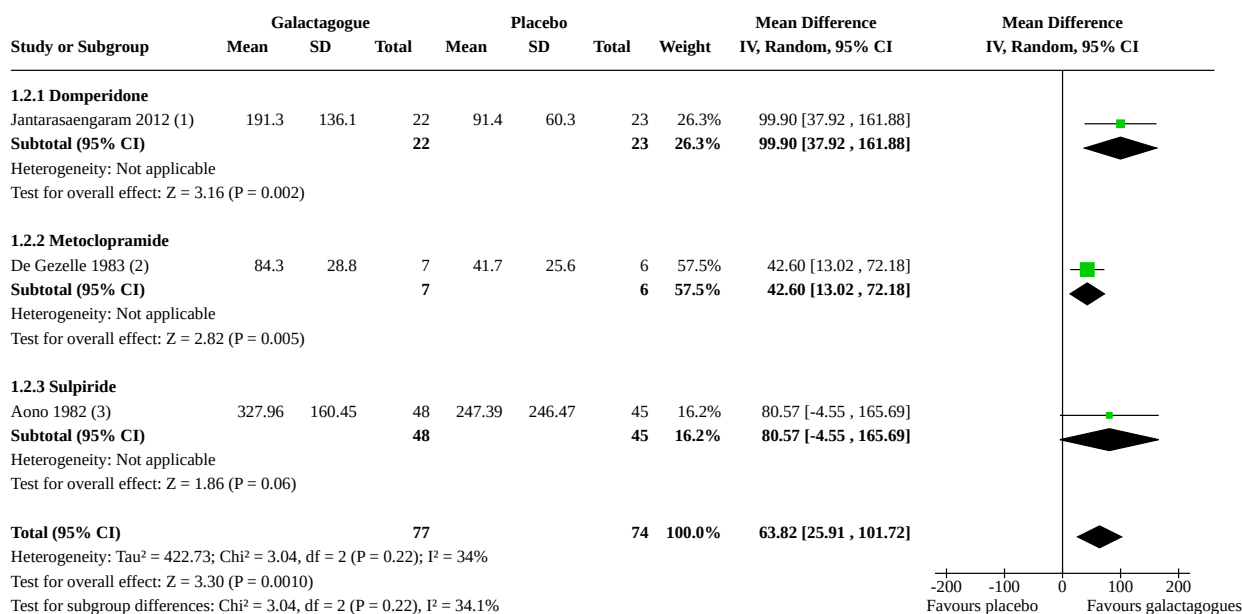 Galactagogue Placebo Mean Difference Mean Difference
Study or Subgroup Mean SD Total Mean SD Total Weight IV, Random, 95% CI IV, Random, 95% CI
1.2.1 Domperidone
Jantarasaengaram 2012 (1) 191.3 136.1 22 91.4 60.3 23 26.3% 99.90 [37.92 , 161.88]
Subtotal (95% CI) 22 23 26.3% 99.90 [37.92 , 161.88]
Heterogeneity: Not applicable
Test for overall effect: Z = 3.16 (P = 0.002)
1.2.2 Metoclopramide
De Gezelle 1983 (2) 84.3 28.8 7 41.7 25.6 6 57.5% 42.60 [13.02 , 72.18]
Subtotal (95% CI) 7 6 57.5% 42.60 [13.02 , 72.18]
Heterogeneity: Not applicable
Test for overall effect: Z = 2.82 (P = 0.005)
1.2.3 Sulpiride
Aono 1982 (3) 327.96 160.45 48 247.39 246.47 45 16.2% 80.57 [-4.55 , 165.69]
Subtotal (95% CI) 48 45 16.2% 80.57 [-4.55 , 165.69]
Heterogeneity: Not applicable
Test for overall effect: Z = 1.86 (P = 0.06)
Total (95% CI) 77 74 100.0% 63.82 [25.91 , 101.72]
Heterogeneity: Tau² = 422.73; Chi² = 3.04, df = 2 (P = 0.22); I² = 34%
Test for overall effect: Z = 3.30 (P = 0.0010)
Test for subgroup differences: Chi² = 3.04, df = 2 (P = 0.22), I² = 34.1%
-200 -100 0 100 200
Favours placebo Favours galactagogues